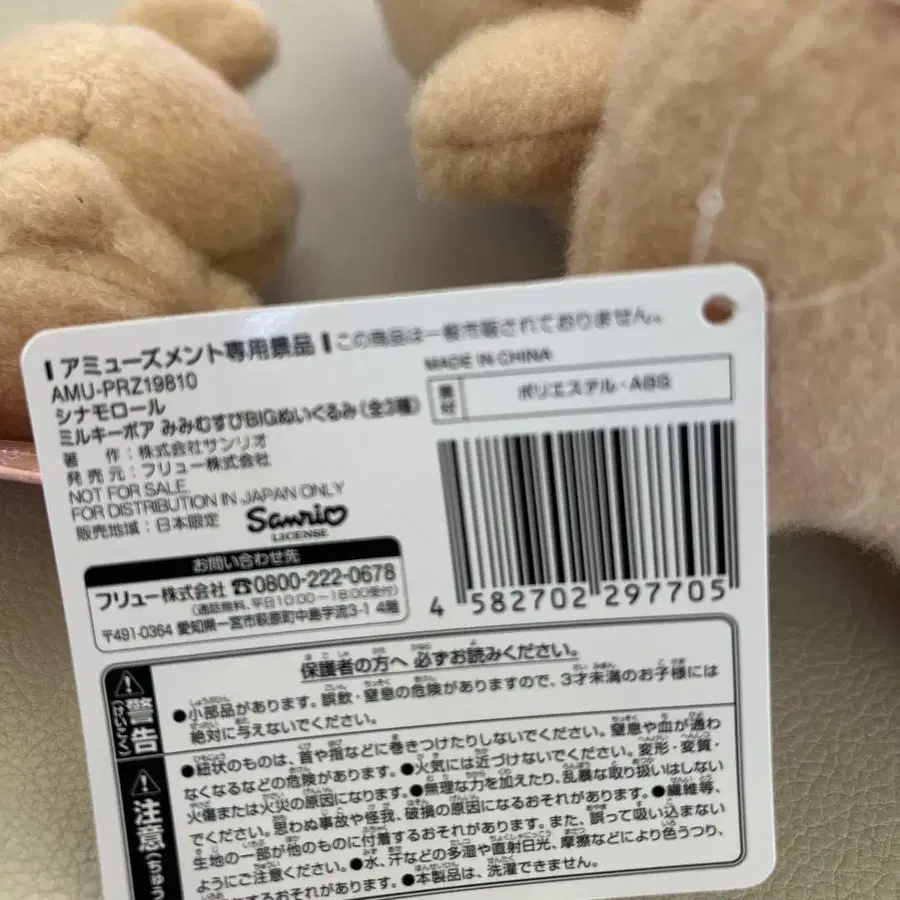 アミューズメント専用景品 この商品は一般市販されておりません。
AMU-PRZ19810
シナモロール
ミルキーボア みみむすびBIGぬいぐるみ(全3種)
著 作:株式会社サンリオ
発売元:フリュー株式会社
NOT FOR SALE.
FOR DISTRIBUTION IN JAPAN ONLY
販売地域:日本限定
Sanrio
LICENSE
MADE IN CHINA
素材 ポリエステル・ABS
4 582702 297705
お問い合わせ先
フリュー株式会社 ☎0800-222-0678
(通話無料、平日10:00~18:00受付)
〒491-0364 愛知県一宮市萩原町中島字流3-1 4階
保護者の方へ 必ずお読みください。
警告(けいこく)
●小部品があります。誤飲・窒息の危険がありますので、3才未満のお子様には
絶対に与えないでください。
注意(ちゅう
●紐状のものは、首や指などに巻きつけたりしないでください。窒息や血が通わ
なくなるなどの危険があります。●火気には近づけないでください。変形・変質・
火傷または火災の原因になります。●無理な力を加えたり、乱暴な取り扱いはしない
でください。思わぬ事故や怪我、破損の原因になるおそれがあります。●繊維等、
生地の一部が他のものに付着するおそれがあります。また、誤って吸い込まない
ようにご注意ください。●水、汗などの多湿や直射日光、摩擦などにより色うつり、
するおそれがあります。●本製品は、洗濯できません。